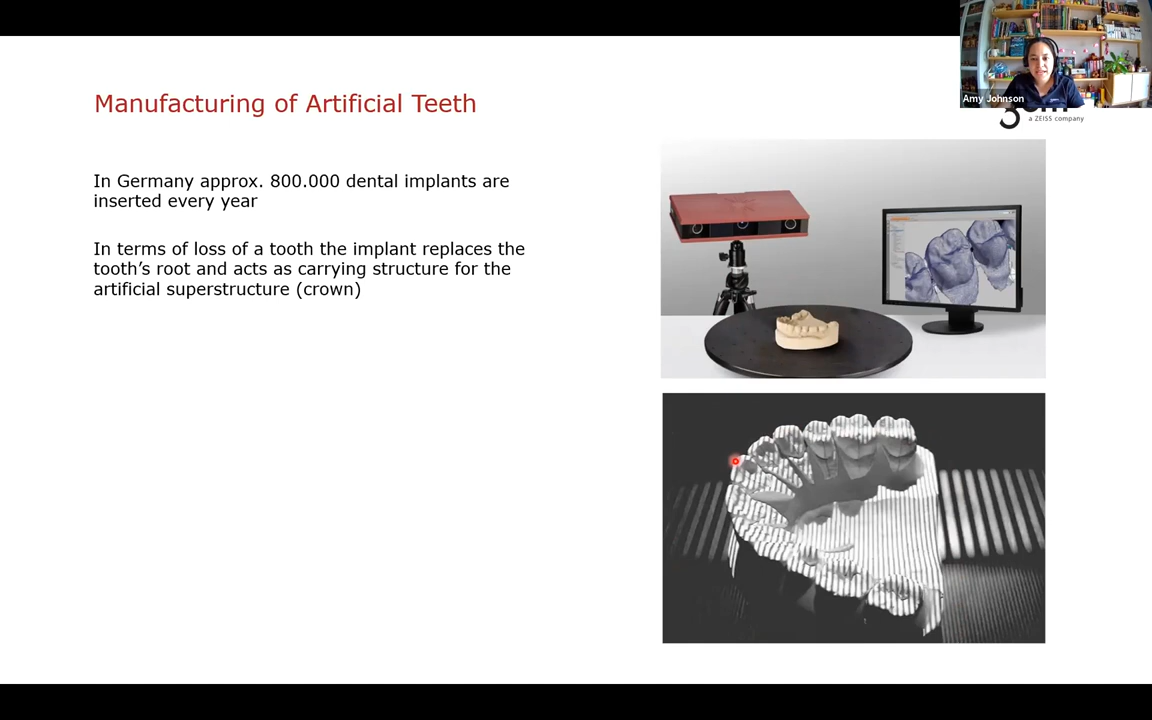 Manufacturing of Artificial Teeth
Amy Johnson
a ZEISS company
In Germany approx. 800.000 dental implants are
inserted every year
In terms of loss of a tooth the implant replaces the
tooth’s root and acts as carrying structure for the
artificial superstructure (crown)